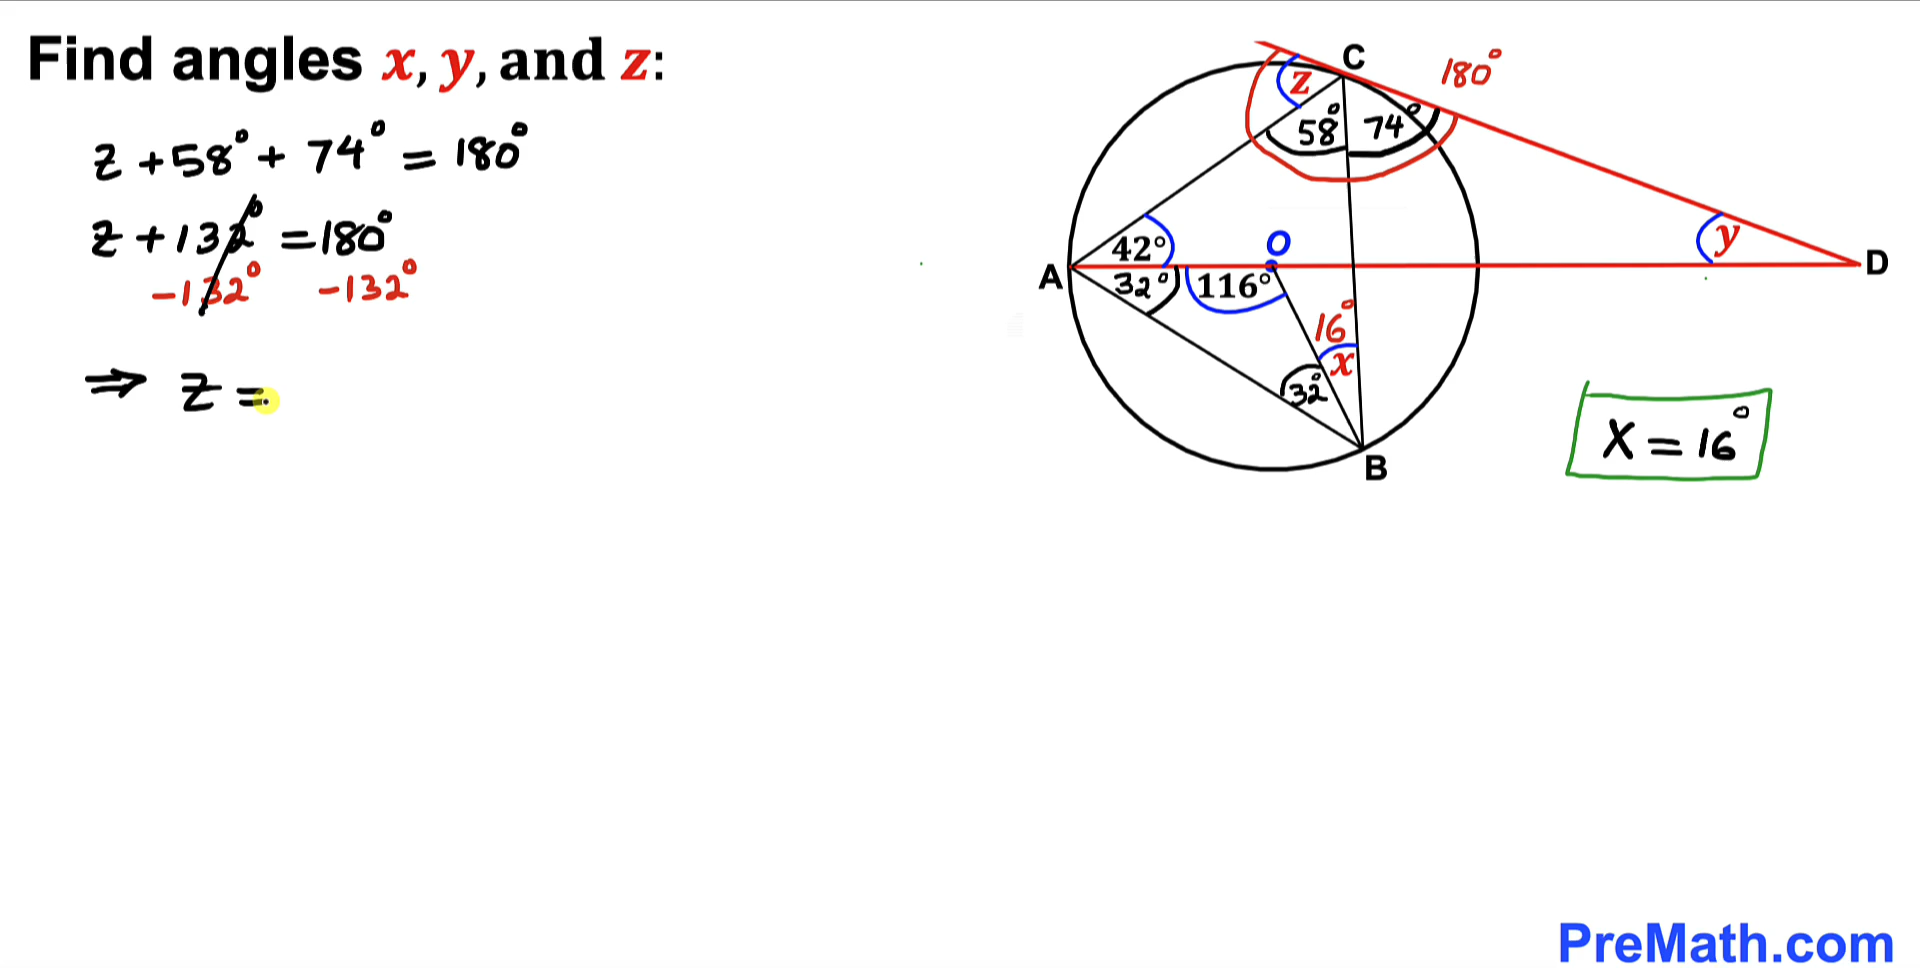 Find angles x, y, and z:
z + 58° + 74° = 180°
z + 132° = 180°
-132° -132°
⇒ z =
C
180°
z
58° 74°
42°
O
y
A
D
32°
116°
16°
x
32°
B
x = 16°
PreMath.com